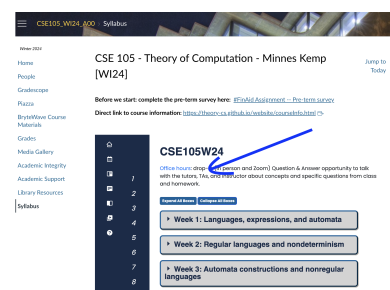 CSE105_WI24_A00 › Syllabus
Winter 2024
Home
People
Gradescope
Piazza
ByteWave Course
Materials
Grades
Media Gallery
Academic Integrity
Academic Support
Library Resources
Syllabus
CSE 105 - Theory of Computation - Minnes Kemp
[WI24]
Jump to
Today
Before we start: complete the pre-term survey here: #FinAid Assignment -- Pre-term survey
Direct link to course information: https://theory-cs.github.io/website/courseInfo.html
1
2
3
4
5
6
7
8
CSE105W24
Office hours: drop-in (in person and Zoom) Question & Answer opportunity to talk
with the tutors, TAs, and instructor about concepts and specific questions from class
and homework.
Expand All Boxes Collapse All Boxes
Week 1: Languages, expressions, and automata
Week 2: Regular languages and nondeterminism
Week 3: Automata constructions and nonregular
languages